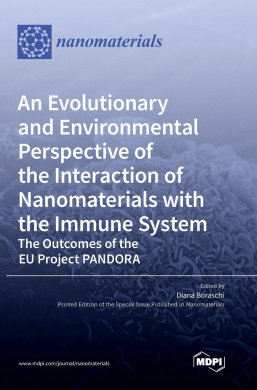 nanomaterials
An Evolutionary
and Environmental
Perspective of
the Interaction of
Nanomaterials with
the Immune System
The Outcomes of the
EU Project PANDORA
Edited by
Diana Boraschi
Printed Edition of the Special Issue Published in Nanomaterials
www.mdpi.com/journal/nanomaterials
MDPI